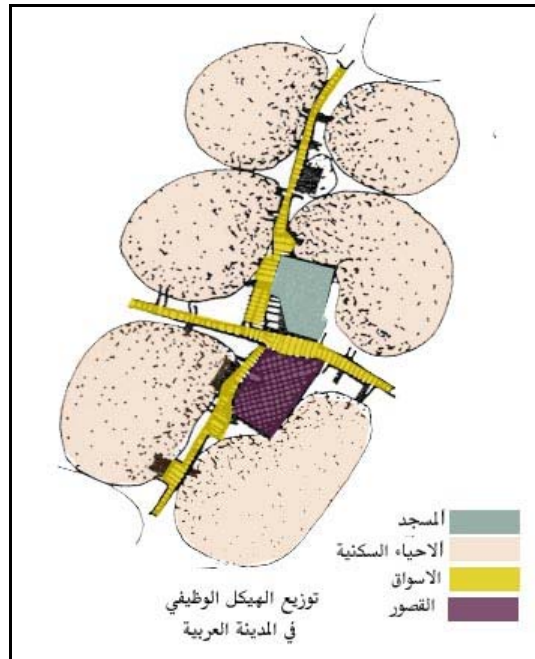 المسجد
الاحياء السكنية
الاسواق
القصور
توزيع الهيكل الوظيفي
في المدينة العربية